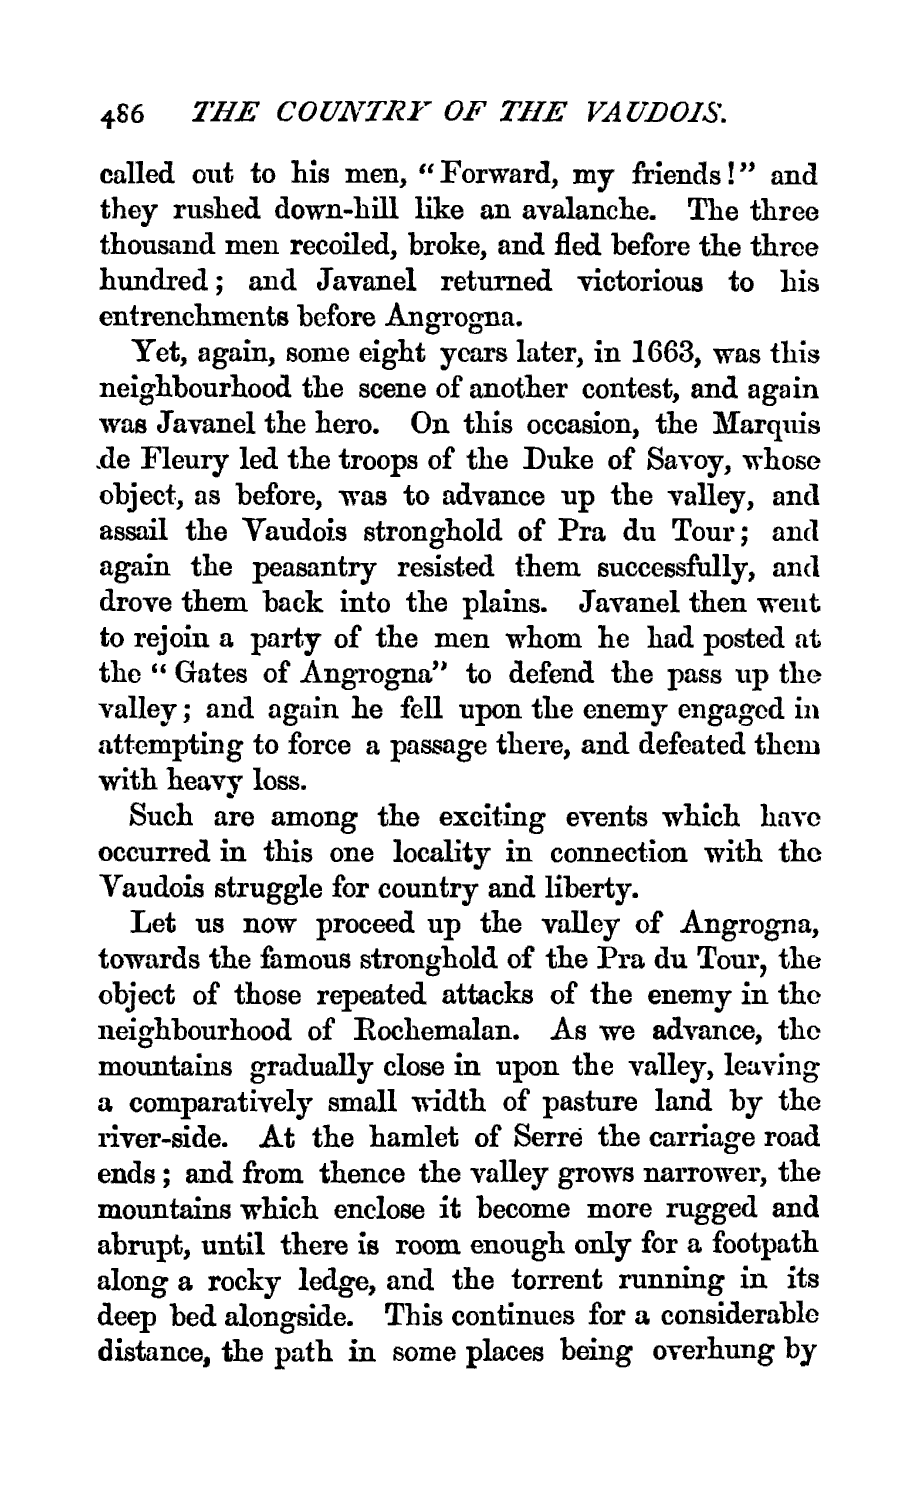 486 THE COUNTRY OF THE VAUDOIS.
called out to his men, “Forward, my friends!” and
they rushed down-hill like an avalanche. The three
thousand men recoiled, broke, and fled before the three
hundred; and Javanel returned victorious to his
entrenchments before Angrogna.
Yet, again, some eight years later, in 1663, was this
neighbourhood the scene of another contest, and again
was Javanel the hero. On this occasion, the Marquis
de Fleury led the troops of the Duke of Savoy, whose
object, as before, was to advance up the valley, and
assail the Vaudois stronghold of Pra du Tour; and
again the peasantry resisted them successfully, and
drove them back into the plains. Javanel then went
to rejoin a party of the men whom he had posted at
the “Gates of Angrogna” to defend the pass up the
valley; and again he fell upon the enemy engaged in
attempting to force a passage there, and defeated them
with heavy loss.
Such are among the exciting events which have
occurred in this one locality in connection with the
Vaudois struggle for country and liberty.
Let us now proceed up the valley of Angrogna,
towards the famous stronghold of the Pra du Tour, the
object of those repeated attacks of the enemy in the
neighbourhood of Rochemalan. As we advance, the
mountains gradually close in upon the valley, leaving
a comparatively small width of pasture land by the
river-side. At the hamlet of Serre the carriage road
ends; and from thence the valley grows narrower, the
mountains which enclose it become more rugged and
abrupt, until there is room enough only for a footpath
along a rocky ledge, and the torrent running in its
deep bed alongside. This continues for a considerable
distance, the path in some places being overhung by